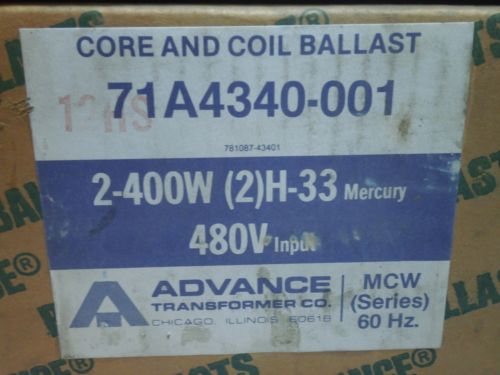 BALLASTS
CORE AND COIL BALLAST
71A4340-001
781087-43401
2-400W (2)H-33 Mercury
480V Input
ADVANCE
TRANSFORMER CO.
CHICAGO, ILLINOIS 60618
MCW
(Series)
60 Hz.